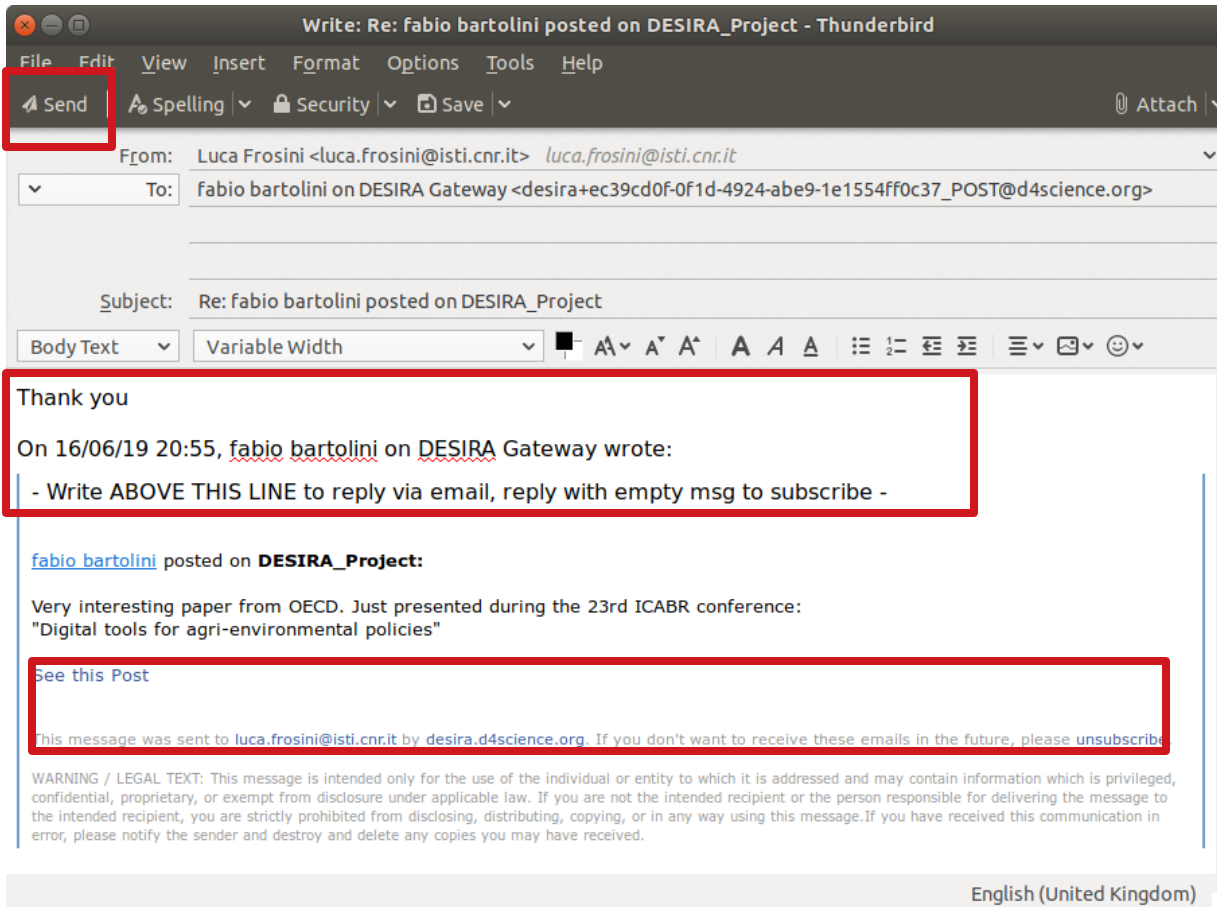 Write: Re: fabio bartolini posted on DESIRA_Project - Thunderbird
File Edit View Insert Format Options Tools Help
Send Spelling Security Save Attach
From: Luca Frosini <luca.frosini@isti.cnr.it> luca.frosini@isti.cnr.it
To: fabio bartolini on DESIRA Gateway <desira+ec39cd0f-0f1d-4924-abe9-1e1554ff0c37_POST@d4science.org>
Subject: Re: fabio bartolini posted on DESIRA_Project
Body Text Variable Width
Thank you
On 16/06/19 20:55, fabio bartolini on DESIRA Gateway wrote:
- Write ABOVE THIS LINE to reply via email, reply with empty msg to subscribe -
fabio bartolini posted on DESIRA_Project:
Very interesting paper from OECD. Just presented during the 23rd ICABR conference:
"Digital tools for agri-environmental policies"
See this Post
This message was sent to luca.frosini@isti.cnr.it by desira.d4science.org. If you don't want to receive these emails in the future, please unsubscribe.
WARNING / LEGAL TEXT: This message is intended only for the use of the individual or entity to which it is addressed and may contain information which is privileged,
confidential, proprietary, or exempt from disclosure under applicable law. If you are not the intended recipient or the person responsible for delivering the message to
the intended recipient, you are strictly prohibited from disclosing, distributing, copying, or in any way using this message.If you have received this communication in
error, please notify the sender and destroy and delete any copies you may have received.
English (United Kingdom)